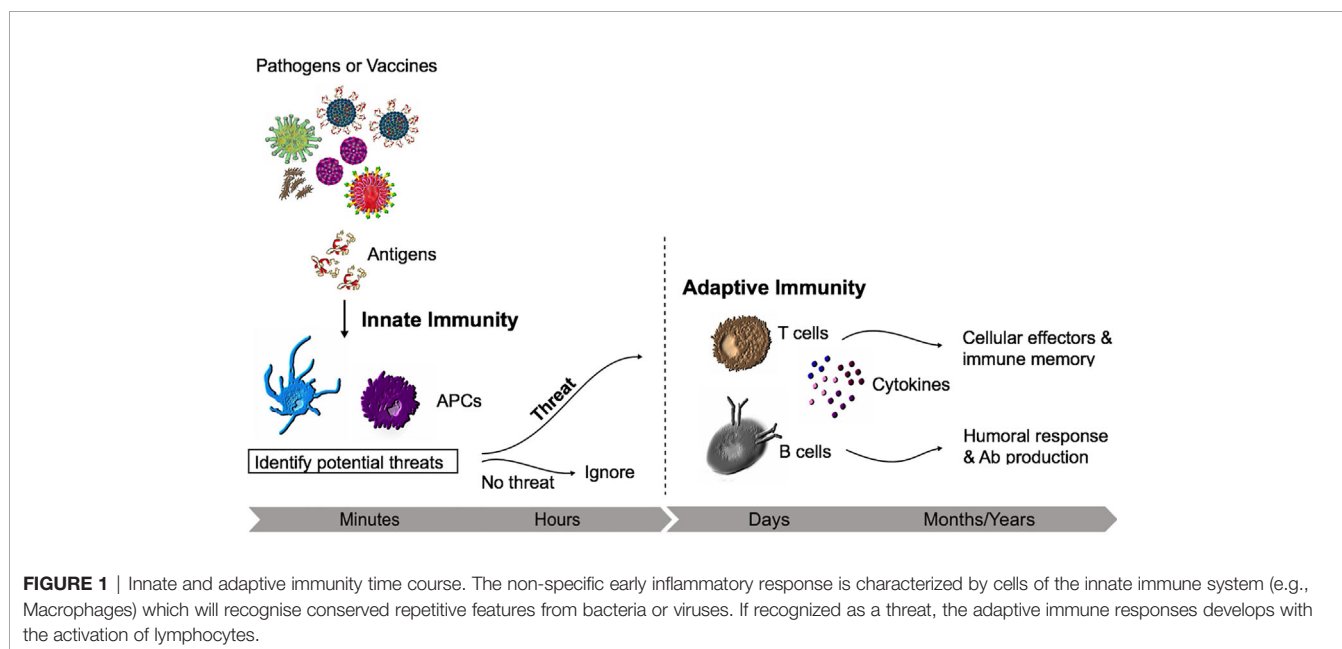 Pathogens or Vaccines
Antigens
Innate Immunity
APCs
Identify potential threats
Threat
No threat
Ignore
Adaptive Immunity
T cells
Cytokines
B cells
Cellular effectors &
immune memory
Humoral response
& Ab production
Minutes
Hours
Days
Months/Years
FIGURE 1 | Innate and adaptive immunity time course. The non-specific early inflammatory response is characterized by cells of the innate immune system (e.g.,
Macrophages) which will recognise conserved repetitive features from bacteria or viruses. If recognized as a threat, the adaptive immune responses develops with
the activation of lymphocytes.